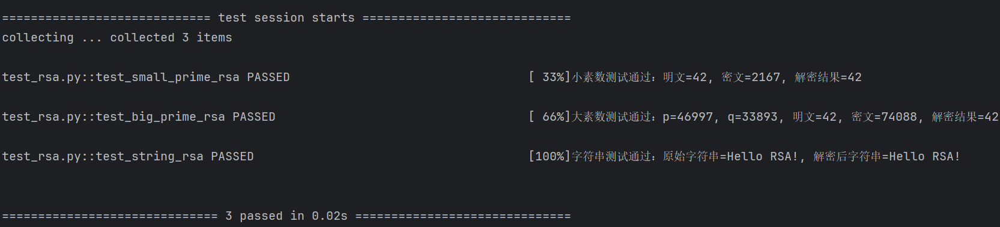 ============================= test session starts =============================
collecting ... collected 3 items
test_rsa.py::test_small_prime_rsa PASSED [ 33%]小素数测试通过：明文=42, 密文=2167, 解密结果=42
test_rsa.py::test_big_prime_rsa PASSED [ 66%]大素数测试通过：p=46997, q=33893, 明文=42, 密文=74088, 解密结果=42
test_rsa.py::test_string_rsa PASSED [100%]字符串测试通过：原始字符串=Hello RSA!, 解密后字符串=Hello RSA!
============================== 3 passed in 0.02s ==============================